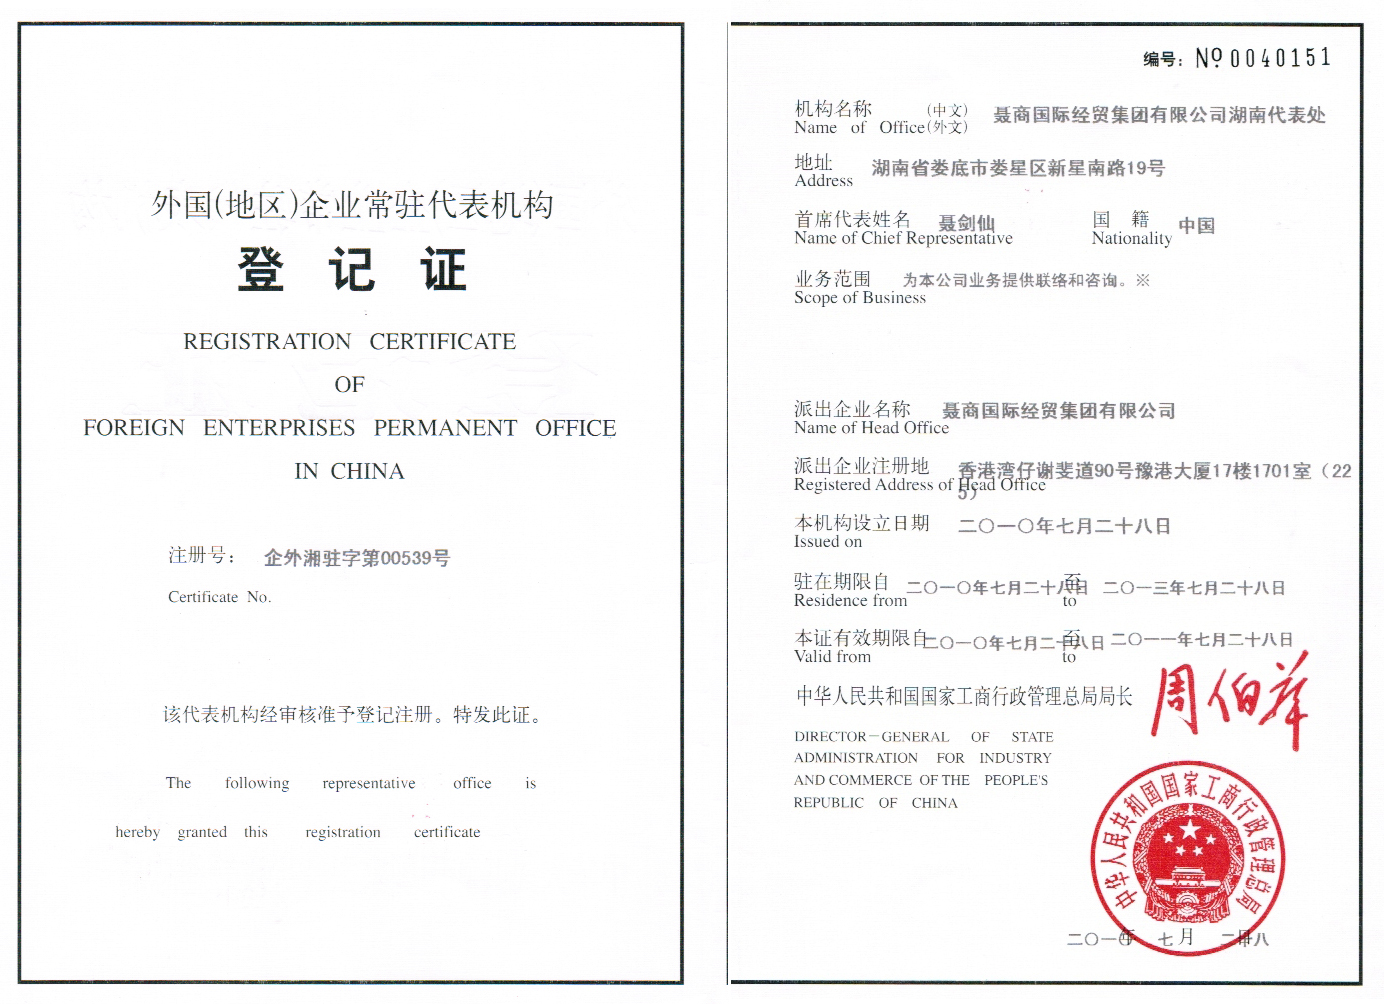 外国(地区)企业常驻代表机构
登 记 证
REGISTRATION CERTIFICATE
OF
FOREIGN ENTERPRISES PERMANENT OFFICE
IN CHINA
注册号: 企外湘驻字第00539号
Certificate No.
该代表机构经审核准予登记注册。特发此证。
The following representative office is
hereby granted this registration certificate
编号: № 0040151
机构名称 (中文) 聂商国际经贸集团有限公司湖南代表处
Name of Office(外文)
地址 湖南省娄底市娄星区新星南路19号
Address
首席代表姓名 聂剑仙 国 籍 中国
Name of Chief Representative Nationality
业务范围 为本公司业务提供联络和咨询。※
Scope of Business
派出企业名称 聂商国际经贸集团有限公司
Name of Head Office
派出企业注册地 香港湾仔谢斐道90号豫港大厦17楼1701室（22
Registered Address of Head Office 5）
本机构设立日期 二〇一〇年七月二十八日
Issued on
驻在期限自 二〇一〇年七月二十八日 至 二〇一三年七月二十八日
Residence from to
本证有效期限自 二〇一〇年七月二十八日 至 二〇一一年七月二十八日
Valid from to
中华人民共和国国家工商行政管理总局局长 周伯华
DIRECTOR－GENERAL OF STATE
ADMINISTRATION FOR INDUSTRY
AND COMMERCE OF THE PEOPLE'S
REPUBLIC OF CHINA
中华人民共和国国家工商行政管理总局
二〇一〇年 七月 二十八日